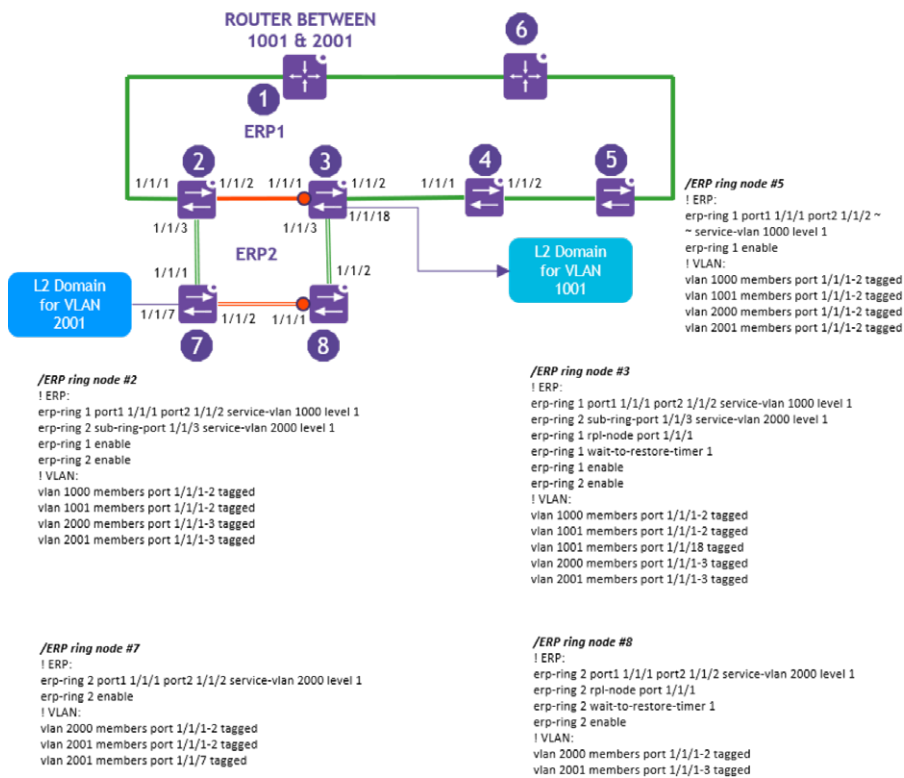 ROUTER BETWEEN
1001 & 2001
6
1
ERP1
2
3
4
5
1/1/1
1/1/2
1/1/1
1/1/2
1/1/1
1/1/2
1/1/18
1/1/3
1/1/3
ERP2
1/1/1
1/1/2
L2 Domain
for VLAN
1001
L2 Domain
for VLAN
2001
1/1/7
1/1/2
1/1/1
7
8
/ERP ring node #5
! ERP:
erp-ring 1 port1 1/1/1 port2 1/1/2 ~
~ service-vlan 1000 level 1
erp-ring 1 enable
! VLAN:
vlan 1000 members port 1/1/1-2 tagged
vlan 1001 members port 1/1/1-2 tagged
vlan 2000 members port 1/1/1-2 tagged
vlan 2001 members port 1/1/1-2 tagged
/ERP ring node #2
! ERP:
erp-ring 1 port1 1/1/1 port2 1/1/2 service-vlan 1000 level 1
erp-ring 2 sub-ring-port 1/1/3 service-vlan 2000 level 1
erp-ring 1 enable
erp-ring 2 enable
! VLAN:
vlan 1000 members port 1/1/1-2 tagged
vlan 1001 members port 1/1/1-2 tagged
vlan 2000 members port 1/1/1-3 tagged
vlan 2001 members port 1/1/1-3 tagged
/ERP ring node #3
! ERP:
erp-ring 1 port1 1/1/1 port2 1/1/2 service-vlan 1000 level 1
erp-ring 2 sub-ring-port 1/1/3 service-vlan 2000 level 1
erp-ring 1 rpl-node port 1/1/1
erp-ring 1 wait-to-restore-timer 1
erp-ring 1 enable
erp-ring 2 enable
! VLAN:
vlan 1000 members port 1/1/1-2 tagged
vlan 1001 members port 1/1/1-2 tagged
vlan 1001 members port 1/1/18 tagged
vlan 2000 members port 1/1/1-3 tagged
vlan 2001 members port 1/1/1-3 tagged
/ERP ring node #7
! ERP:
erp-ring 2 port1 1/1/1 port2 1/1/2 service-vlan 2000 level 1
erp-ring 2 enable
! VLAN:
vlan 2000 members port 1/1/1-2 tagged
vlan 2001 members port 1/1/1-2 tagged
vlan 2001 members port 1/1/7 tagged
/ERP ring node #8
! ERP:
erp-ring 2 port1 1/1/1 port2 1/1/2 service-vlan 2000 level 1
erp-ring 2 rpl-node port 1/1/1
erp-ring 2 wait-to-restore-timer 1
erp-ring 2 enable
! VLAN:
vlan 2000 members port 1/1/1-2 tagged
vlan 2001 members port 1/1/1-3 tagged